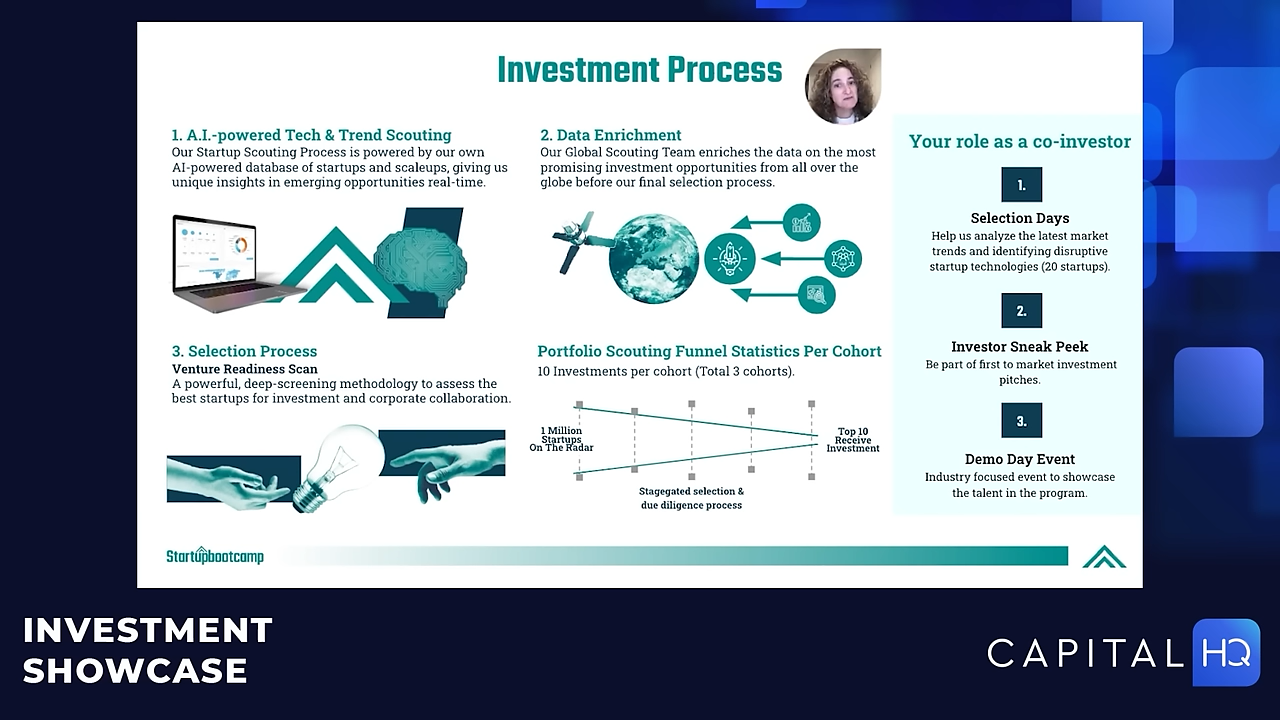 Investment Process
1. A.I.-powered Tech & Trend Scouting
Our Startup Scouting Process is powered by our own
AI-powered database of startups and scaleups, giving us
unique insights in emerging opportunities real-time.
2. Data Enrichment
Our Global Scouting Team enriches the data on the most
promising investment opportunities from all over the
globe before our final selection process.
3. Selection Process
Venture Readiness Scan
A powerful, deep-screening methodology to assess the
best startups for investment and corporate collaboration.
Portfolio Scouting Funnel Statistics Per Cohort
10 Investments per cohort (Total 3 cohorts).
1 Million
Startups
On The Radar
Top 10
Receive
Investment
Stagegated selection &
due diligence process
Your role as a co-investor
1.
Selection Days
Help us analyze the latest market
trends and identifying disruptive
startup technologies (20 startups).
2.
Investor Sneak Peek
Be part of first to market investment
pitches.
3.
Demo Day Event
Industry focused event to showcase
the talent in the program.
Startupbootcamp
INVESTMENT
SHOWCASE
CAPITAL HQ